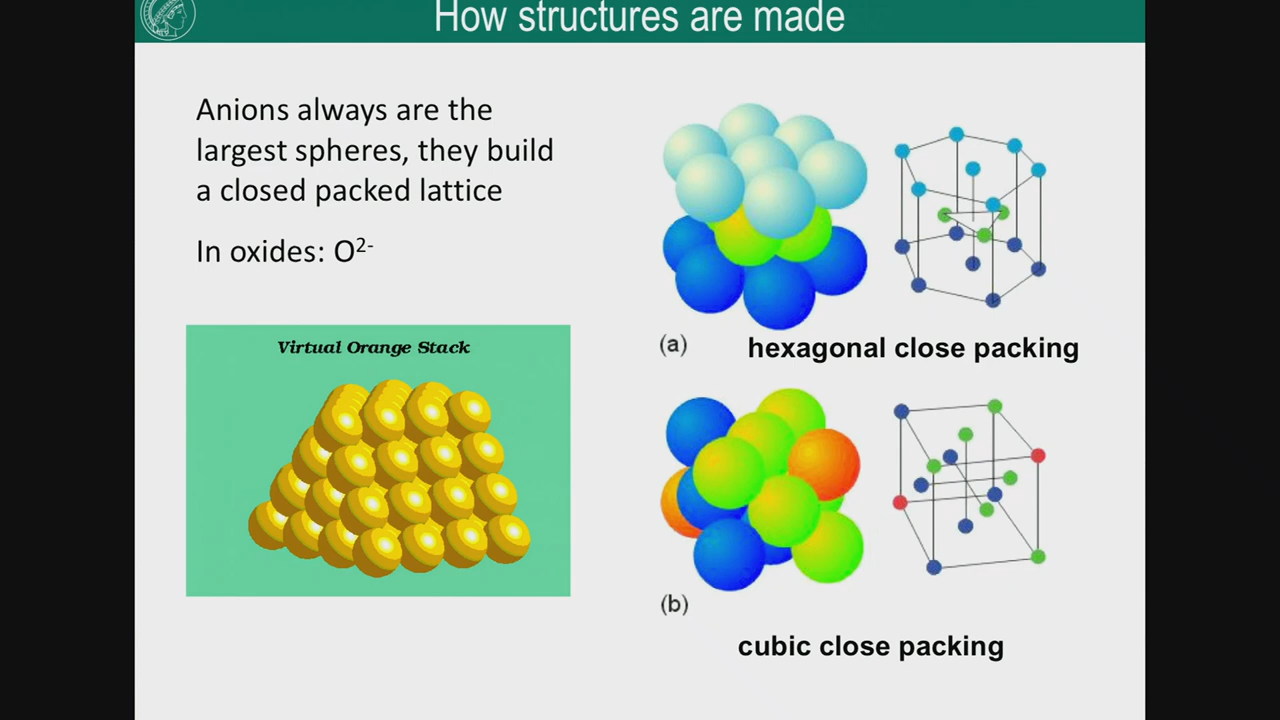 How structures are made
Anions always are the
largest spheres, they build
a closed packed lattice
In oxides: O²⁻
Virtual Orange Stack
(a)
hexagonal close packing
(b)
cubic close packing